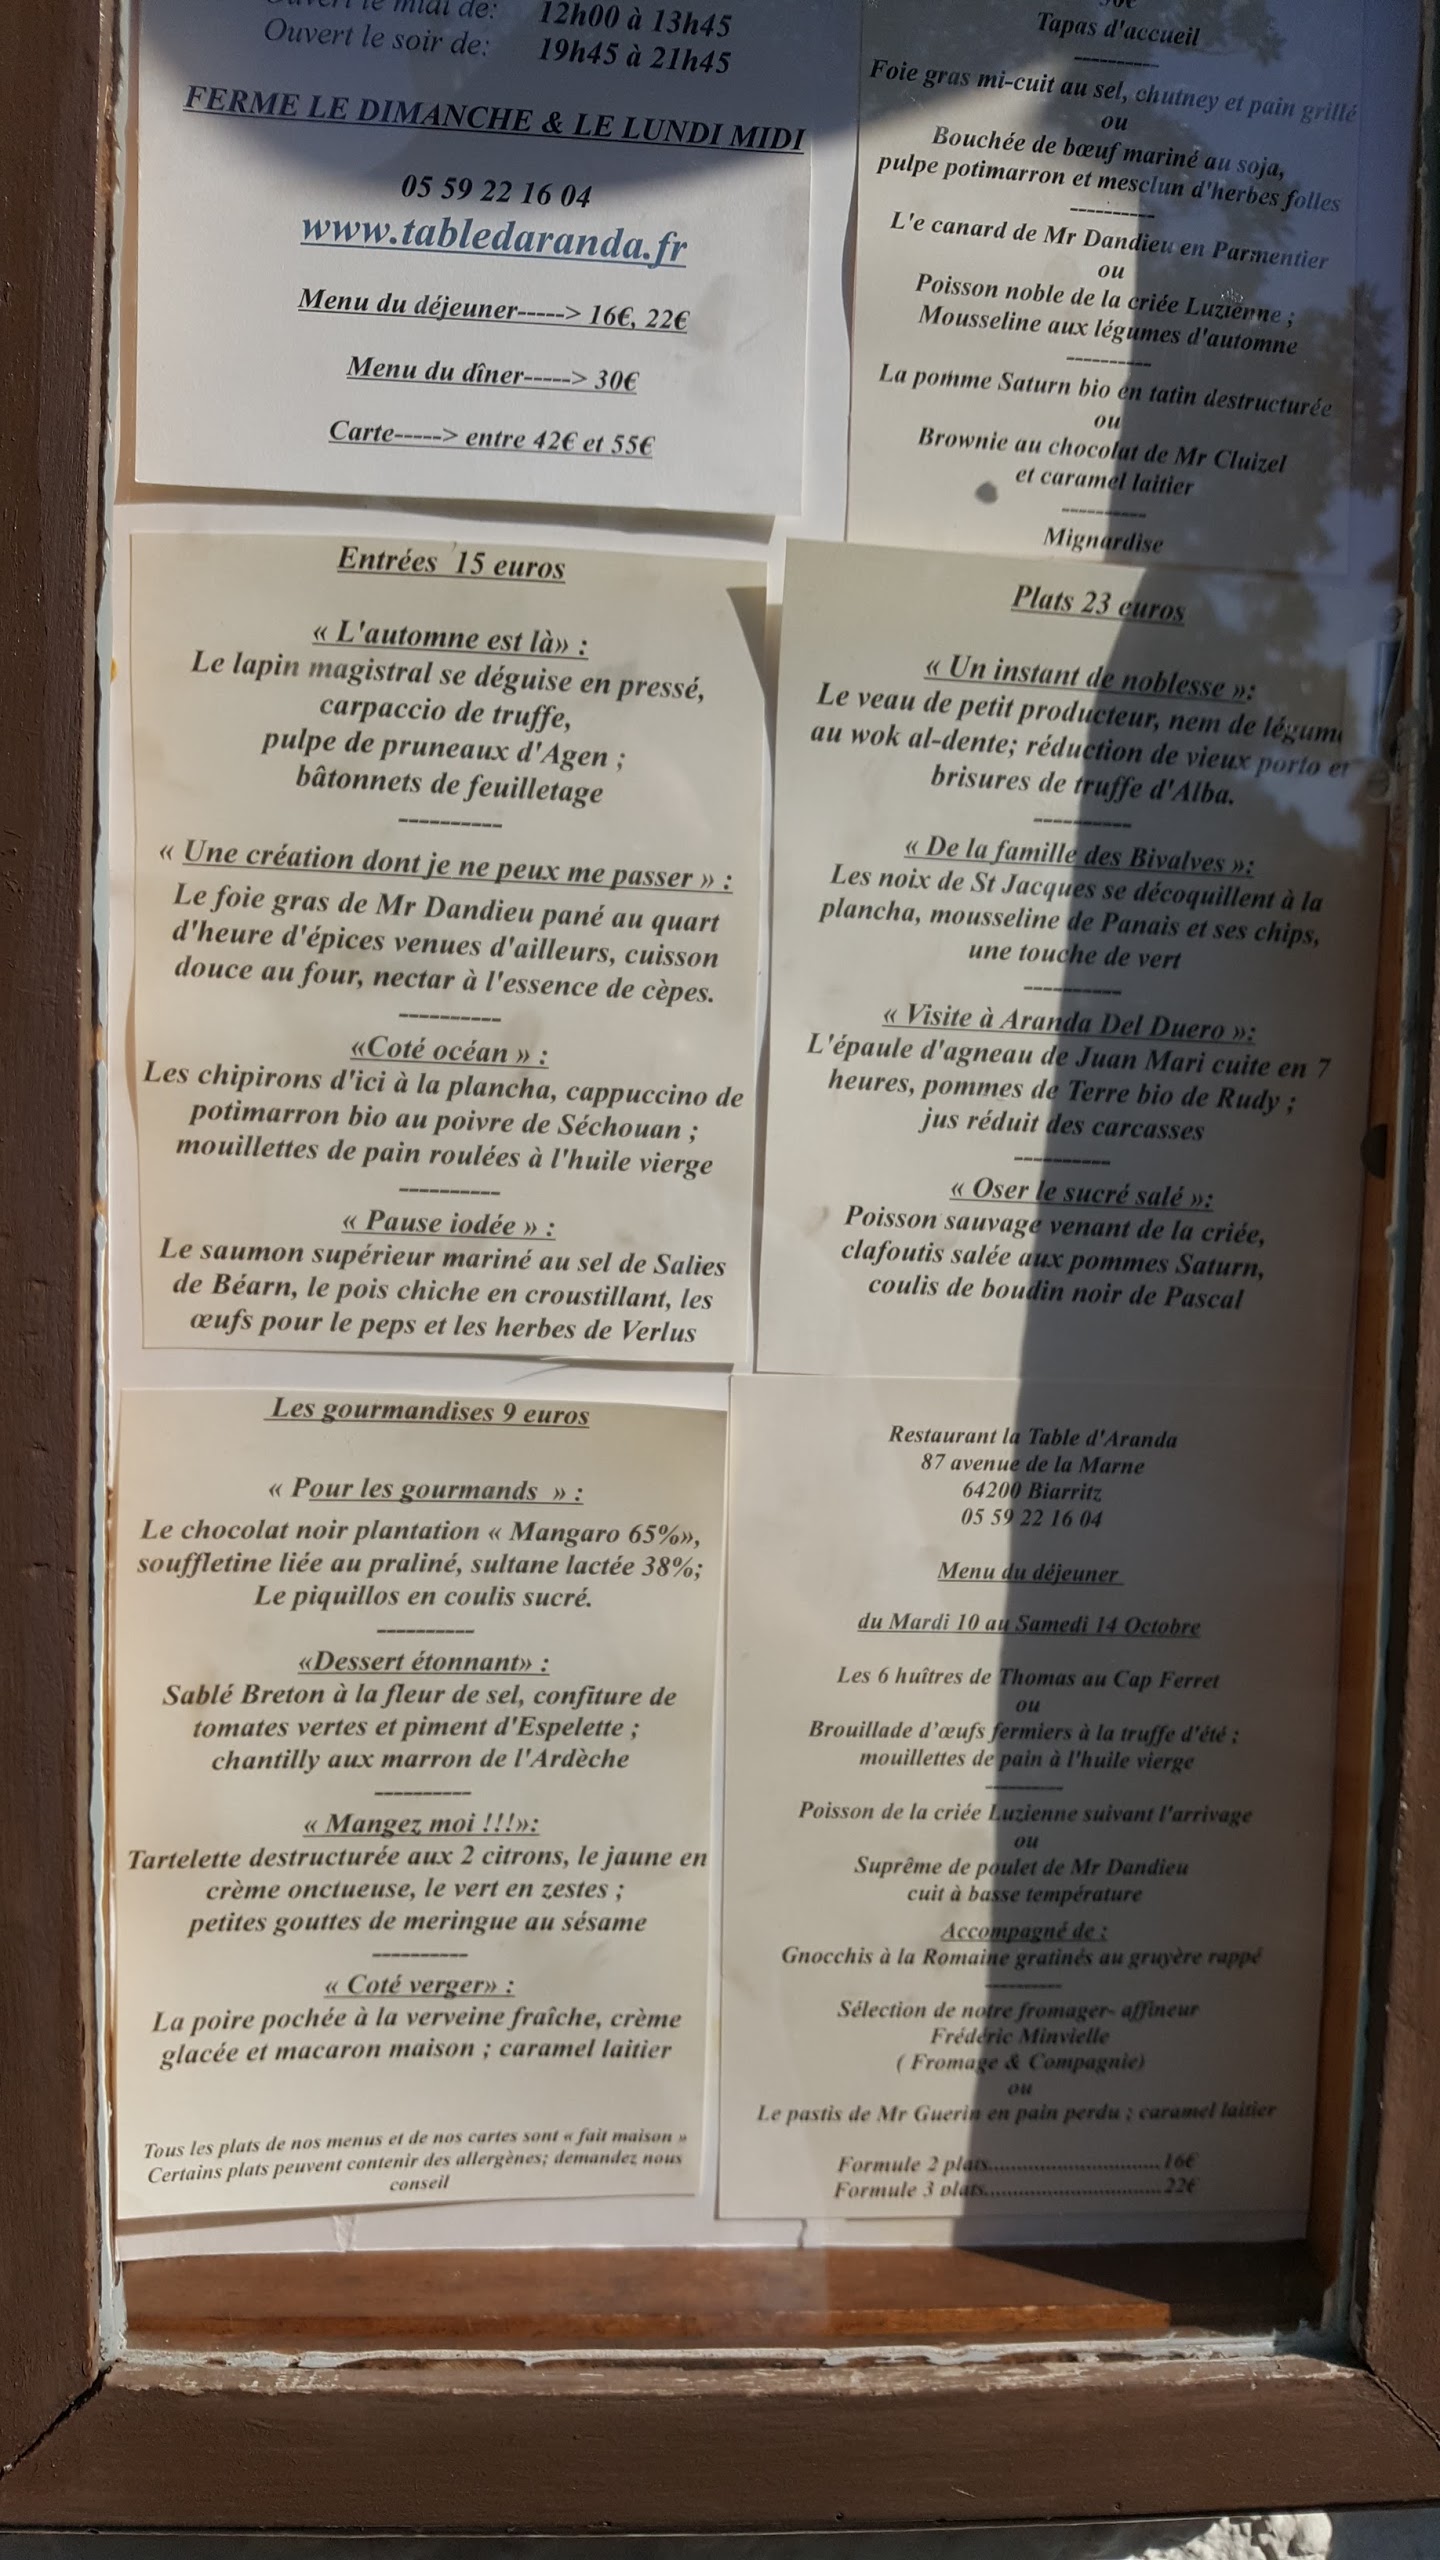 Ouvert le midi de: 12h00 à 13h45
Ouvert le soir de: 19h45 à 21h45
FERME LE DIMANCHE & LE LUNDI MIDI
05 59 22 16 04
www.tabledaranda.fr
Menu du déjeuner-----> 16€, 22€
Menu du dîner-----> 30€
Carte-----> entre 42€ et 55€
30€
Tapas d'accueil
----------
Foie gras mi-cuit au sel, chutney et pain grillé
ou
Bouchée de bœuf mariné au soja,
pulpe potimarron et mesclun d'herbes folles
----------
L'e canard de Mr Dandieu en Parmentier
ou
Poisson noble de la criée Luzienne ;
Mousseline aux légumes d'automne
----------
La pomme Saturn bio en tatin destructurée
ou
Brownie au chocolat de Mr Cluizel
et caramel laitier
----------
Mignardise
Entrées 15 euros
« L'automne est là» :
Le lapin magistral se déguise en pressé,
carpaccio de truffe,
pulpe de pruneaux d'Agen ;
bâtonnets de feuilletage
----------
« Une création dont je ne peux me passer » :
Le foie gras de Mr Dandieu pané au quart
d'heure d'épices venues d'ailleurs, cuisson
douce au four, nectar à l'essence de cèpes.
----------
«Coté océan » :
Les chipirons d'ici à la plancha, cappuccino de
potimarron bio au poivre de Séchouan ;
mouillettes de pain roulées à l'huile vierge
----------
« Pause iodée » :
Le saumon supérieur mariné au sel de Salies
de Béarn, le pois chiche en croustillant, les
œufs pour le peps et les herbes de Verlus
Plats 23 euros
« Un instant de noblesse »:
Le veau de petit producteur, nem de légume
au wok al-dente; réduction de vieux porto et
brisures de truffe d'Alba.
----------
« De la famille des Bivalves »:
Les noix de St Jacques se décoquillent à la
plancha, mousseline de Panais et ses chips,
une touche de vert
----------
« Visite à Aranda Del Duero »:
L'épaule d'agneau de Juan Mari cuite en 7
heures, pommes de Terre bio de Rudy ;
jus réduit des carcasses
----------
« Oser le sucré salé »:
Poisson sauvage venant de la criée,
clafoutis salée aux pommes Saturn,
coulis de boudin noir de Pascal
Les gourmandises 9 euros
« Pour les gourmands » :
Le chocolat noir plantation « Mangaro 65%»,
souffletine liée au praliné, sultane lactée 38%;
Le piquillos en coulis sucré.
----------
«Dessert étonnant» :
Sablé Breton à la fleur de sel, confiture de
tomates vertes et piment d'Espelette ;
chantilly aux marron de l'Ardèche
----------
« Mangez moi !!!»:
Tartelette destructurée aux 2 citrons, le jaune en
crème onctueuse, le vert en zestes ;
petites gouttes de meringue au sésame
----------
« Coté verger» :
La poire pochée à la verveine fraîche, crème
glacée et macaron maison ; caramel laitier
Tous les plats de nos menus et de nos cartes sont « fait maison »
Certains plats peuvent contenir des allergènes; demandez nous
conseil
Restaurant la Table d'Aranda
87 avenue de la Marne
64200 Biarritz
05 59 22 16 04
Menu du déjeuner
du Mardi 10 au Samedi 14 Octobre
Les 6 huîtres de Thomas au Cap Ferret
ou
Brouillade d'œufs fermiers à la truffe d'été ;
mouillettes de pain à l'huile vierge
----------
Poisson de la criée Luzienne suivant l'arrivage
ou
Suprême de poulet de Mr Dandieu
cuit à basse température
Accompagné de :
Gnocchis à la Romaine gratinés au gruyère rappé
----------
Sélection de notre fromager- affineur
Frédéric Minvielle
( Fromage & Compagnie)
ou
Le pastis de Mr Guerin en pain perdu ; caramel laitier
Formule 2 plats..............................16€
Formule 3 plats...............................22€